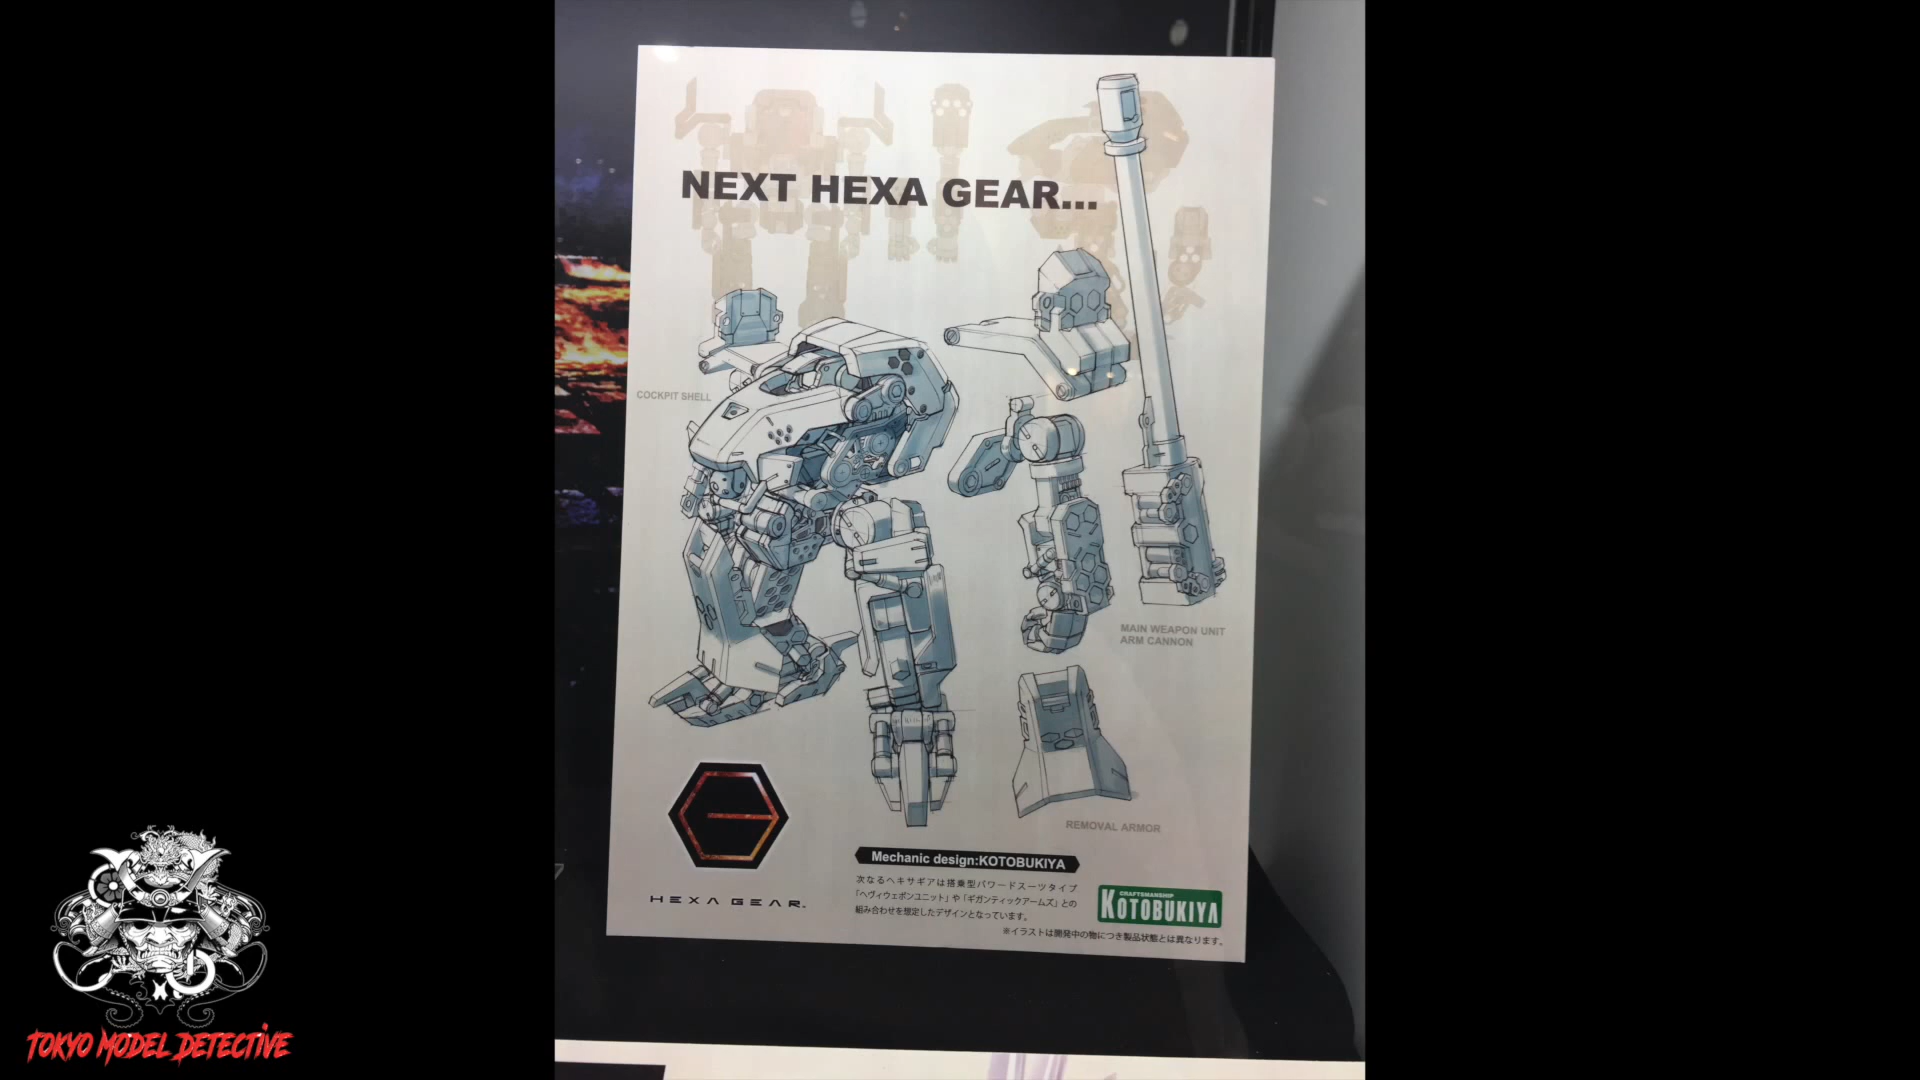 NEXT HEXA GEAR...
COCKPIT SHELL
MAIN WEAPON UNIT
ARM CANNON
REMOVAL ARMOR
HEXA GEAR.
Mechanic design:KOTOBUKIYA
次なるヘキサギアは搭乗型パワードスーツタイプ
「ヘヴィウェポンユニット」や「ギガンティックアームズ」との
組み合わせを想定したデザインとなっています。
CRAFTSMANSHIP
KOTOBUKIYA
※イラストは開発中の物につき製品状態とは異なります。
TOKYO MODEL DETECTIVE